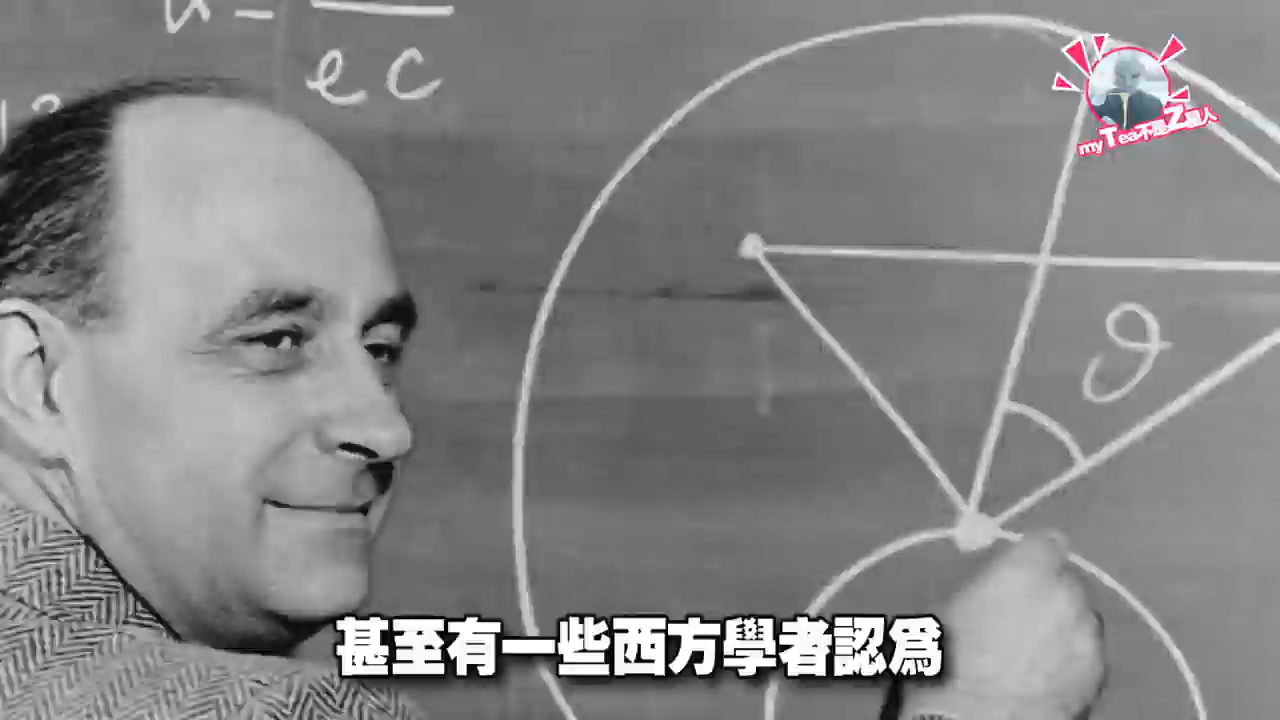 ec
myTea不是Z型人
θ
甚至有一些西方學者認爲